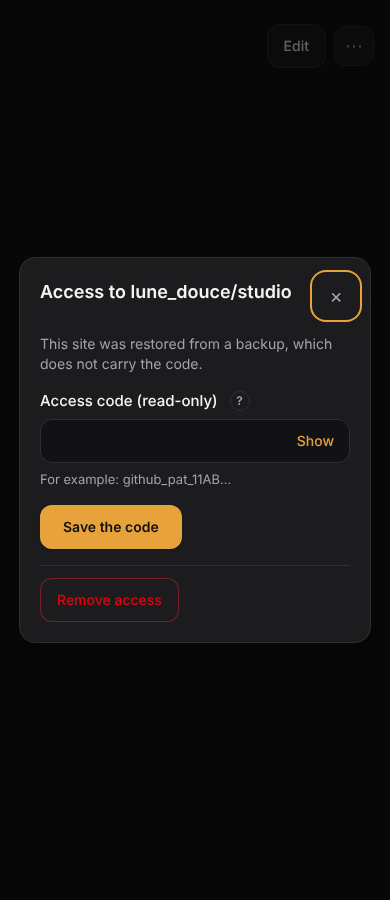 Edit
...
Access to lune_douce/studio
×
This site was restored from a backup, which
does not carry the code.
Access code (read-only) ?
Show
For example: github_pat_11AB...
Save the code
Remove access